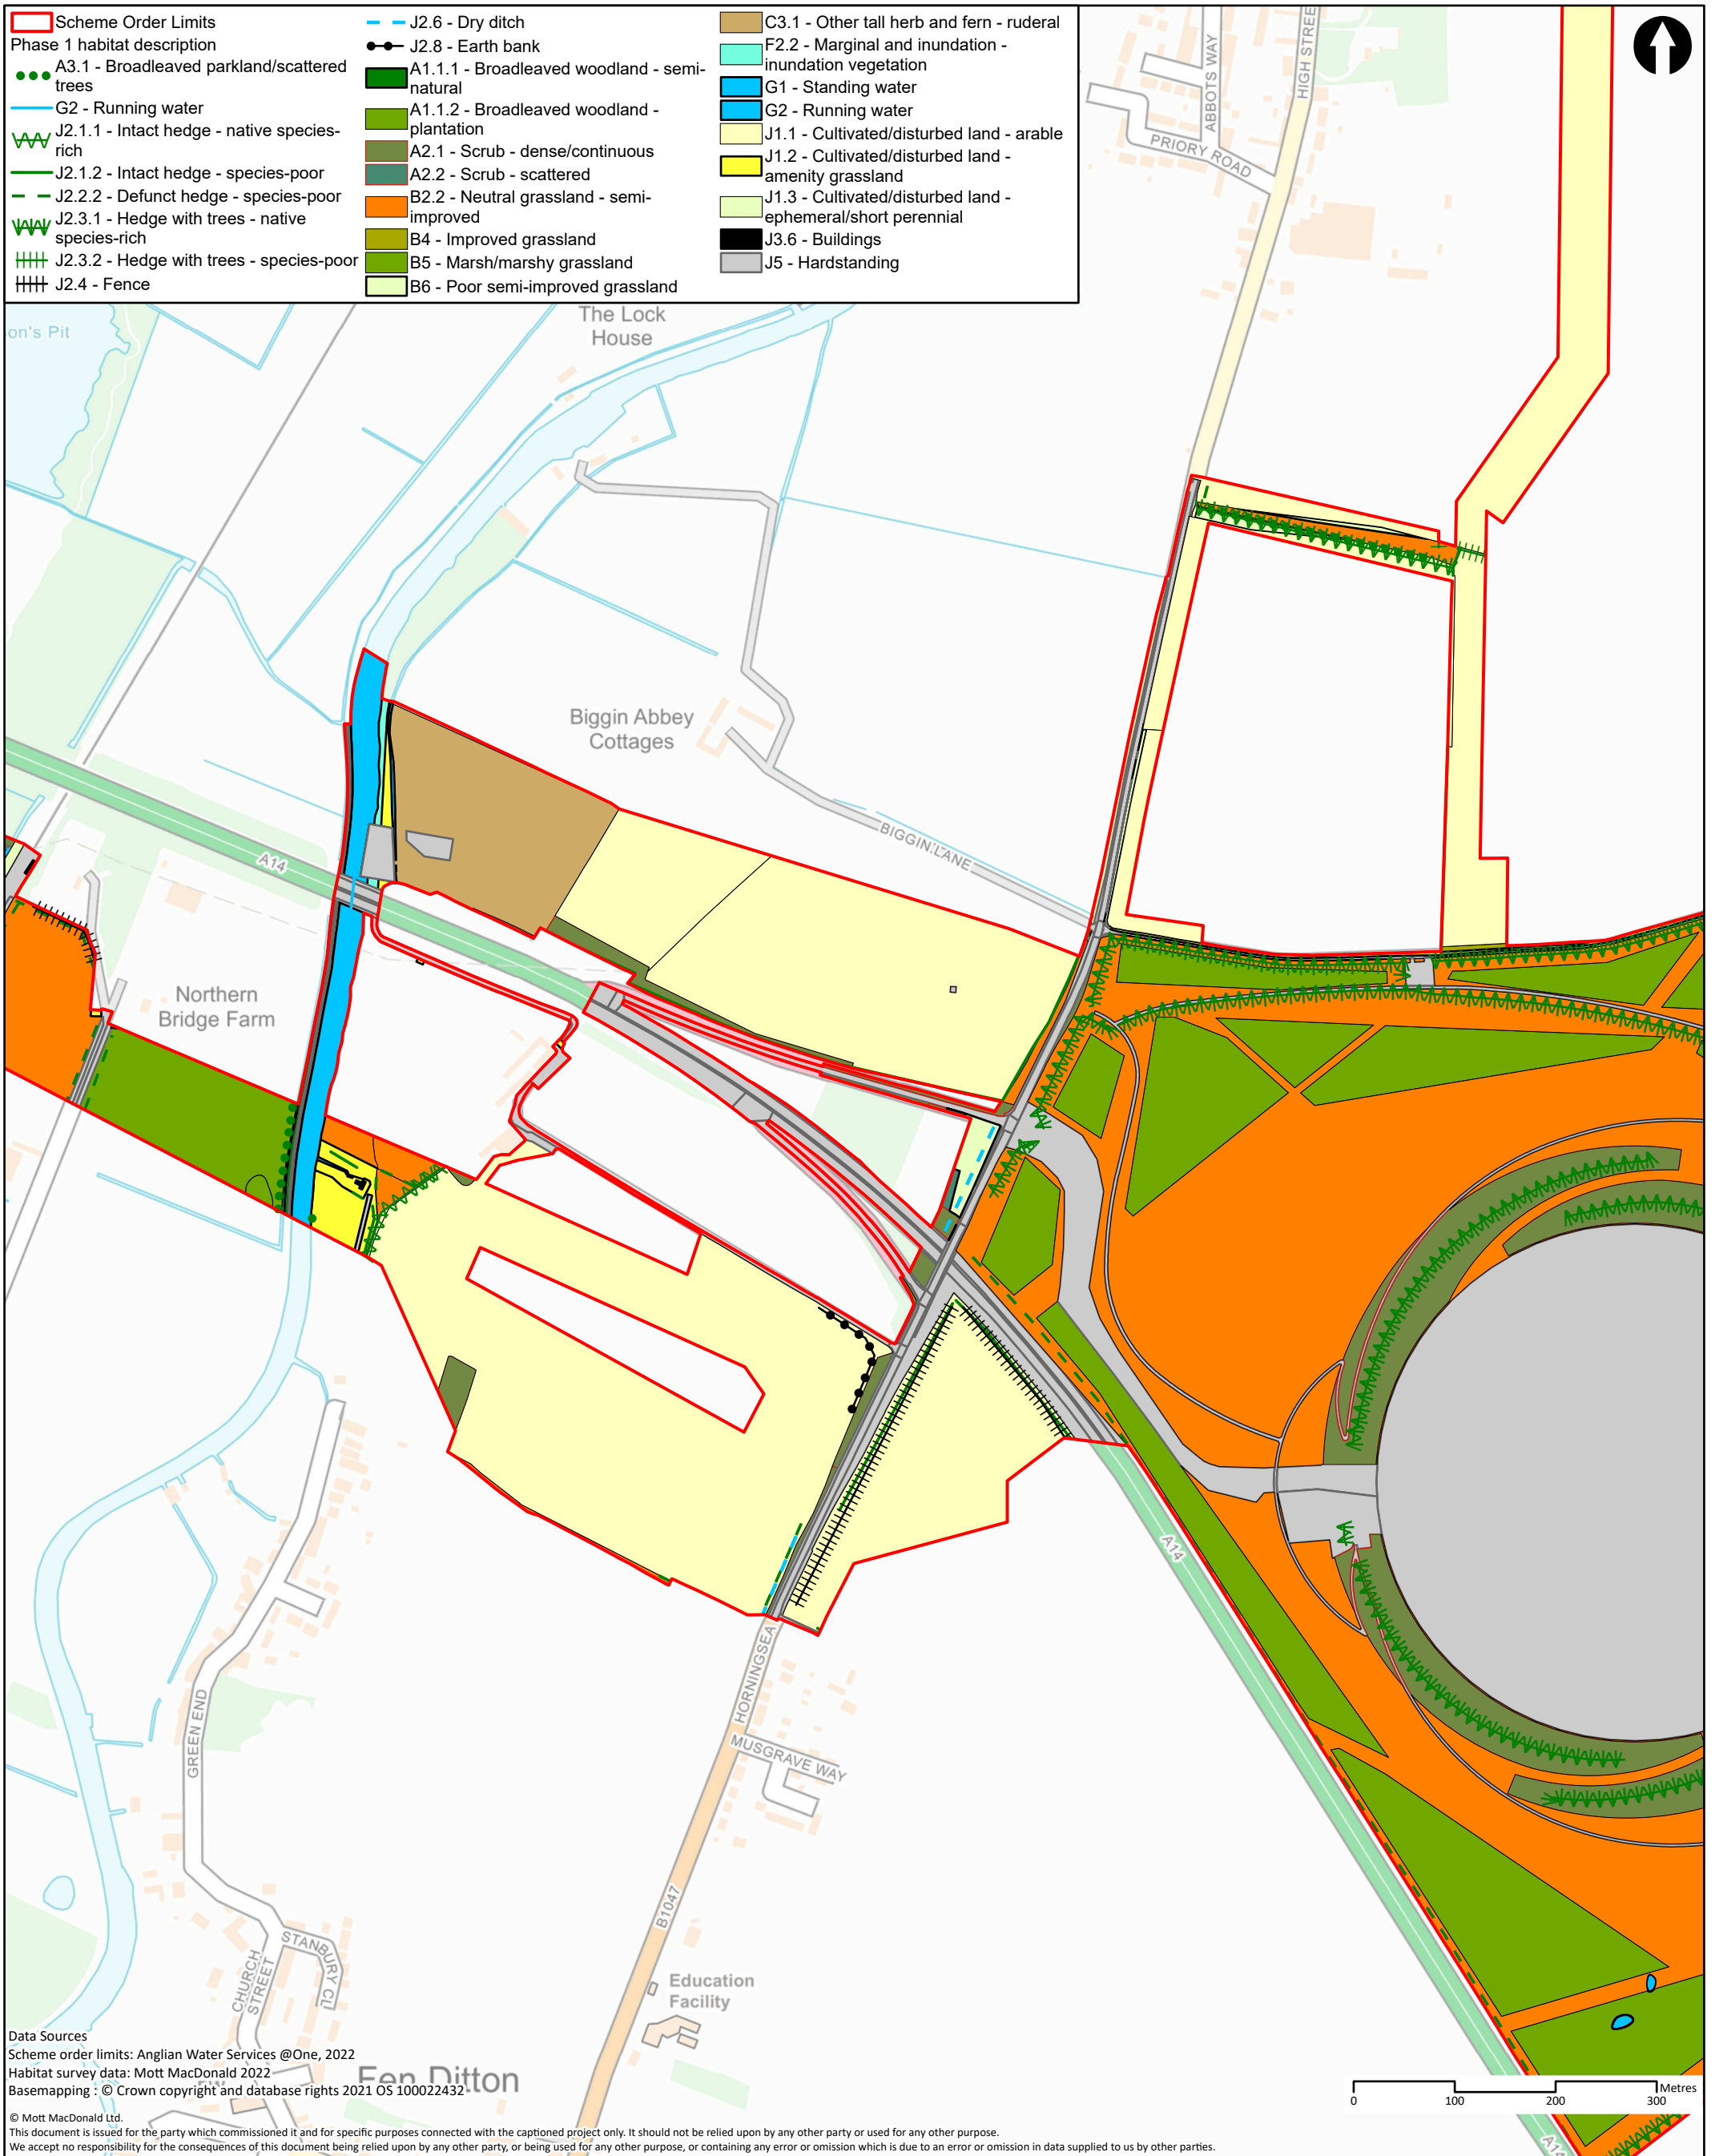 Scheme Order Limits
Phase 1 habitat description
A3.1 - Broadleaved parkland/scattered
trees
G2 - Running water
J2.1.1 - Intact hedge - native species-
rich
J2.1.2 - Intact hedge - species-poor
J2.2.2 - Defunct hedge - species-poor
J2.3.1 - Hedge with trees - native
species-rich
J2.3.2 - Hedge with trees - species-poor
J2.4 - Fence
J2.6 - Dry ditch
J2.8 - Earth bank
A1.1.1 - Broadleaved woodland - semi-
natural
A1.1.2 - Broadleaved woodland -
plantation
A2.1 - Scrub - dense/continuous
A2.2 - Scrub - scattered
B2.2 - Neutral grassland - semi-
improved
B4 - Improved grassland
B5 - Marsh/marshy grassland
B6 - Poor semi-improved grassland
C3.1 - Other tall herb and fern - ruderal
F2.2 - Marginal and inundation -
inundation vegetation
G1 - Standing water
G2 - Running water
J1.1 - Cultivated/disturbed land - arable
J1.2 - Cultivated/disturbed land -
amenity grassland
J1.3 - Cultivated/disturbed land -
ephemeral/short perennial
J3.6 - Buildings
J5 - Hardstanding
ABBOTS WAY
HIGH STREE
PRIORY ROAD
on's Pit
The Lock
House
Biggin Abbey
Cottages
BIGGIN LANE
A14
Northern
Bridge Farm
A14
HORNINGSEA
MUSGRAVE WAY
GREEN END
B1047
CHURCH
STREET
STANBURY CL
Education
Facility
Fen Ditton
A14
Data Sources
Scheme order limits: Anglian Water Services @One, 2022
Habitat survey data: Mott MacDonald 2022
Basemapping : © Crown copyright and database rights 2021 OS 100022432
0 100 200 300 Metres
© Mott MacDonald Ltd.
This document is issued for the party which commissioned it and for specific purposes connected with the captioned project only. It should not be relied upon by any other party or used for any other purpose.
We accept no responsibility for the consequences of this document being relied upon by any other party, or being used for any other purpose, or containing any error or omission which is due to an error or omission in data supplied to us by other parties.